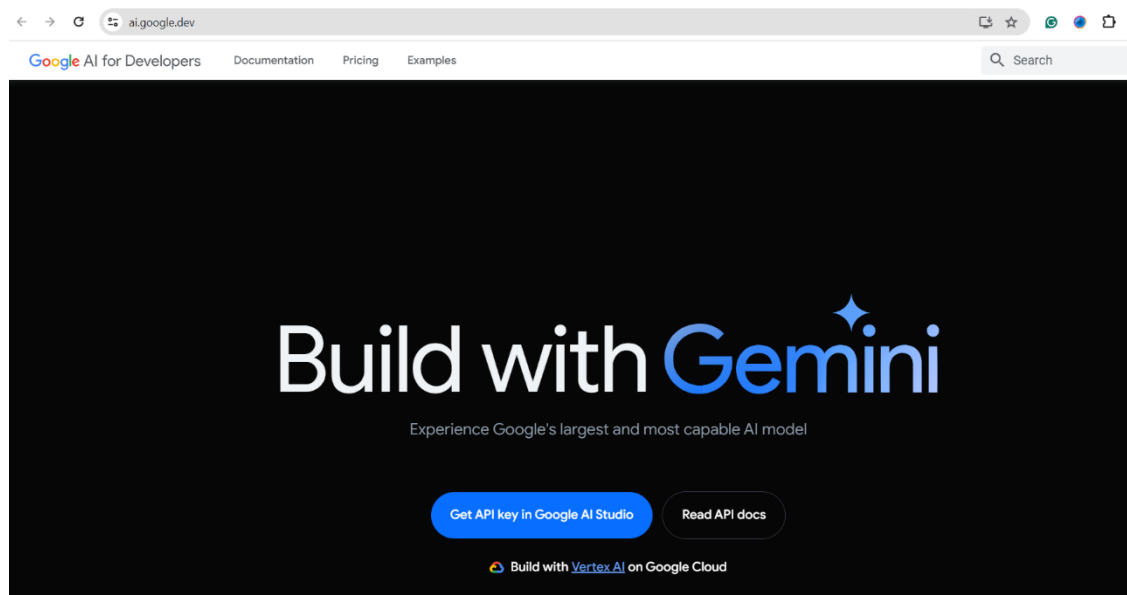 ai.google.dev
Google AI for Developers Documentation Pricing Examples Search
Build with Gemini
Experience Google's largest and most capable AI model
Get API key in Google AI Studio Read API docs
Build with Vertex AI on Google Cloud